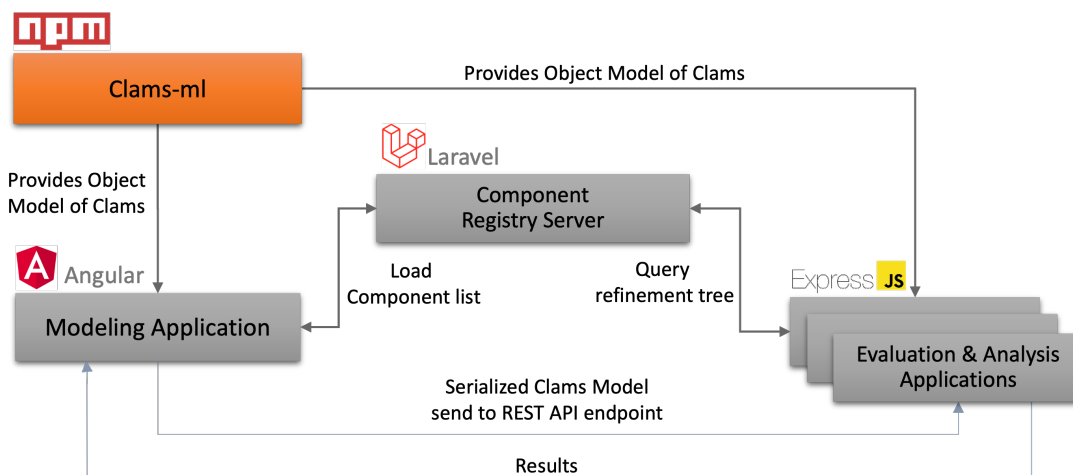 npm
Clams-ml
Provides Object Model of Clams
Laravel
Provides Object
Model of Clams
Component
Registry Server
Angular
Load
Component list
Query
refinement tree
Express JS
Modeling Application
Evaluation & Analysis
Applications
Serialized Clams Model
send to REST API endpoint
Results